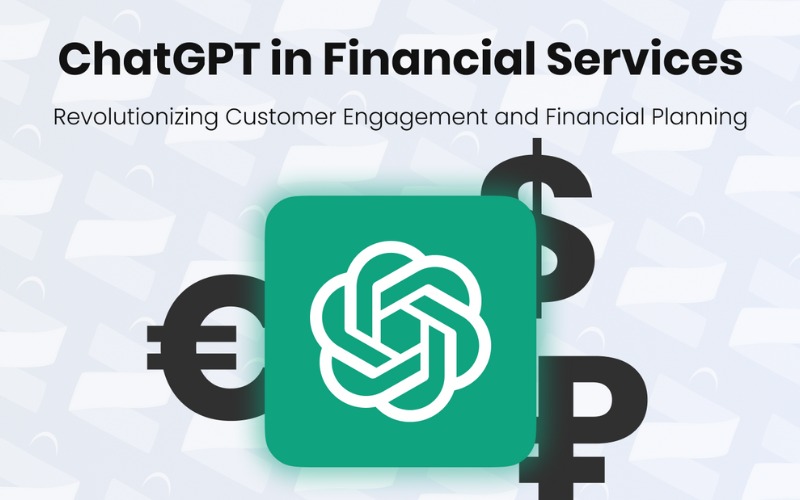 ChatGPT in Financial Services
Revolutionizing Customer Engagement and Financial Planning
$
€
₽